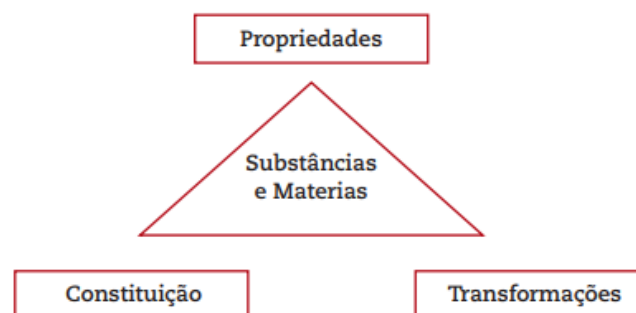 Propriedades
Substâncias
e Materias
Constituição
Transformações